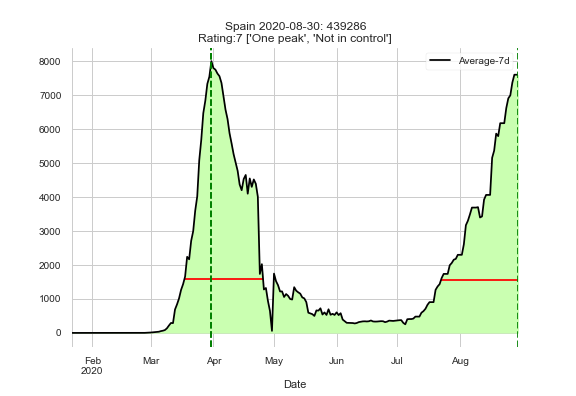 Spain 2020-08-30: 439286
Rating:7 ['One peak', 'Not in control']
Average-7d
8000
7000
6000
5000
4000
3000
2000
1000
0
Feb Mar Apr May Jun Jul Aug
2020
Date